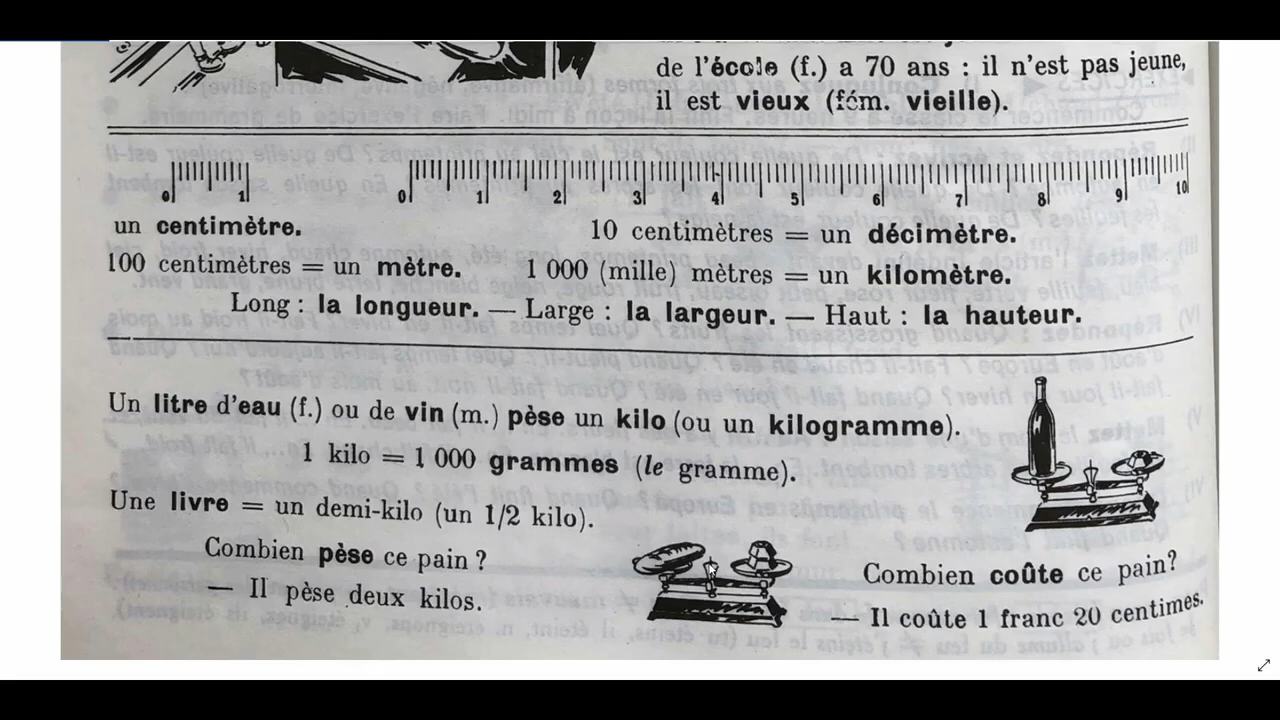 de l'école (f.) a 70 ans : il n'est pas jeune,
il est vieux (fém. vieille).
0 1 0 1 2 3 4 5 6 7 8 9 10
un centimètre. 10 centimètres = un décimètre.
100 centimètres = un mètre. 1 000 (mille) mètres = un kilomètre.
Long : la longueur. — Large : la largeur. — Haut : la hauteur.
Un litre d'eau (f.) ou de vin (m.) pèse un kilo (ou un kilogramme).
1 kilo = 1 000 grammes (le gramme).
Une livre = un demi-kilo (un 1/2 kilo).
Combien pèse ce pain ?
— Il pèse deux kilos.
Combien coûte ce pain?
— Il coûte 1 franc 20 centimes.